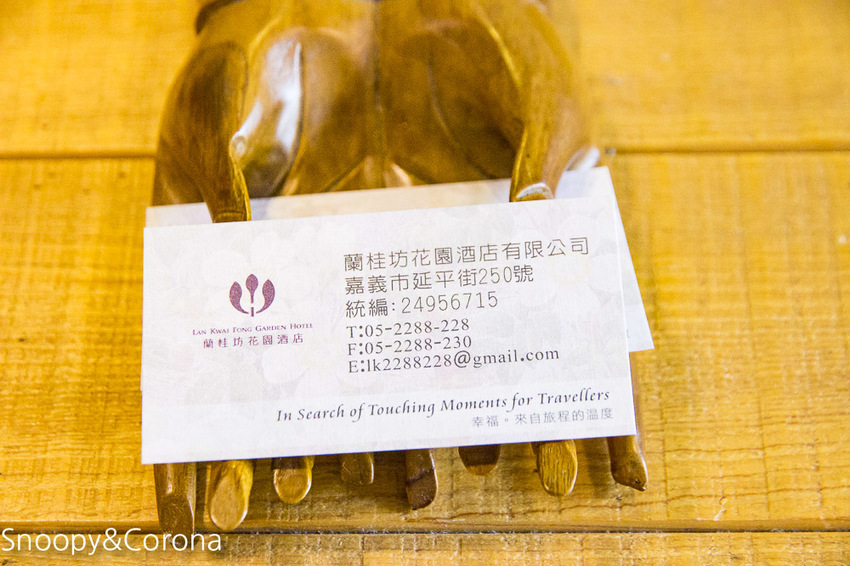 蘭桂坊花園酒店有限公司
嘉義市延平街250號
統編:24956715
T:05-2288-228
F:05-2288-230
E:lk2288228@gmail.com
LAN KWAI FONG GARDEN HOTEL
蘭桂坊花園酒店
In Search of Touching Moments for Travellers
幸福。來自旅程的溫度
Snoopy&Corona